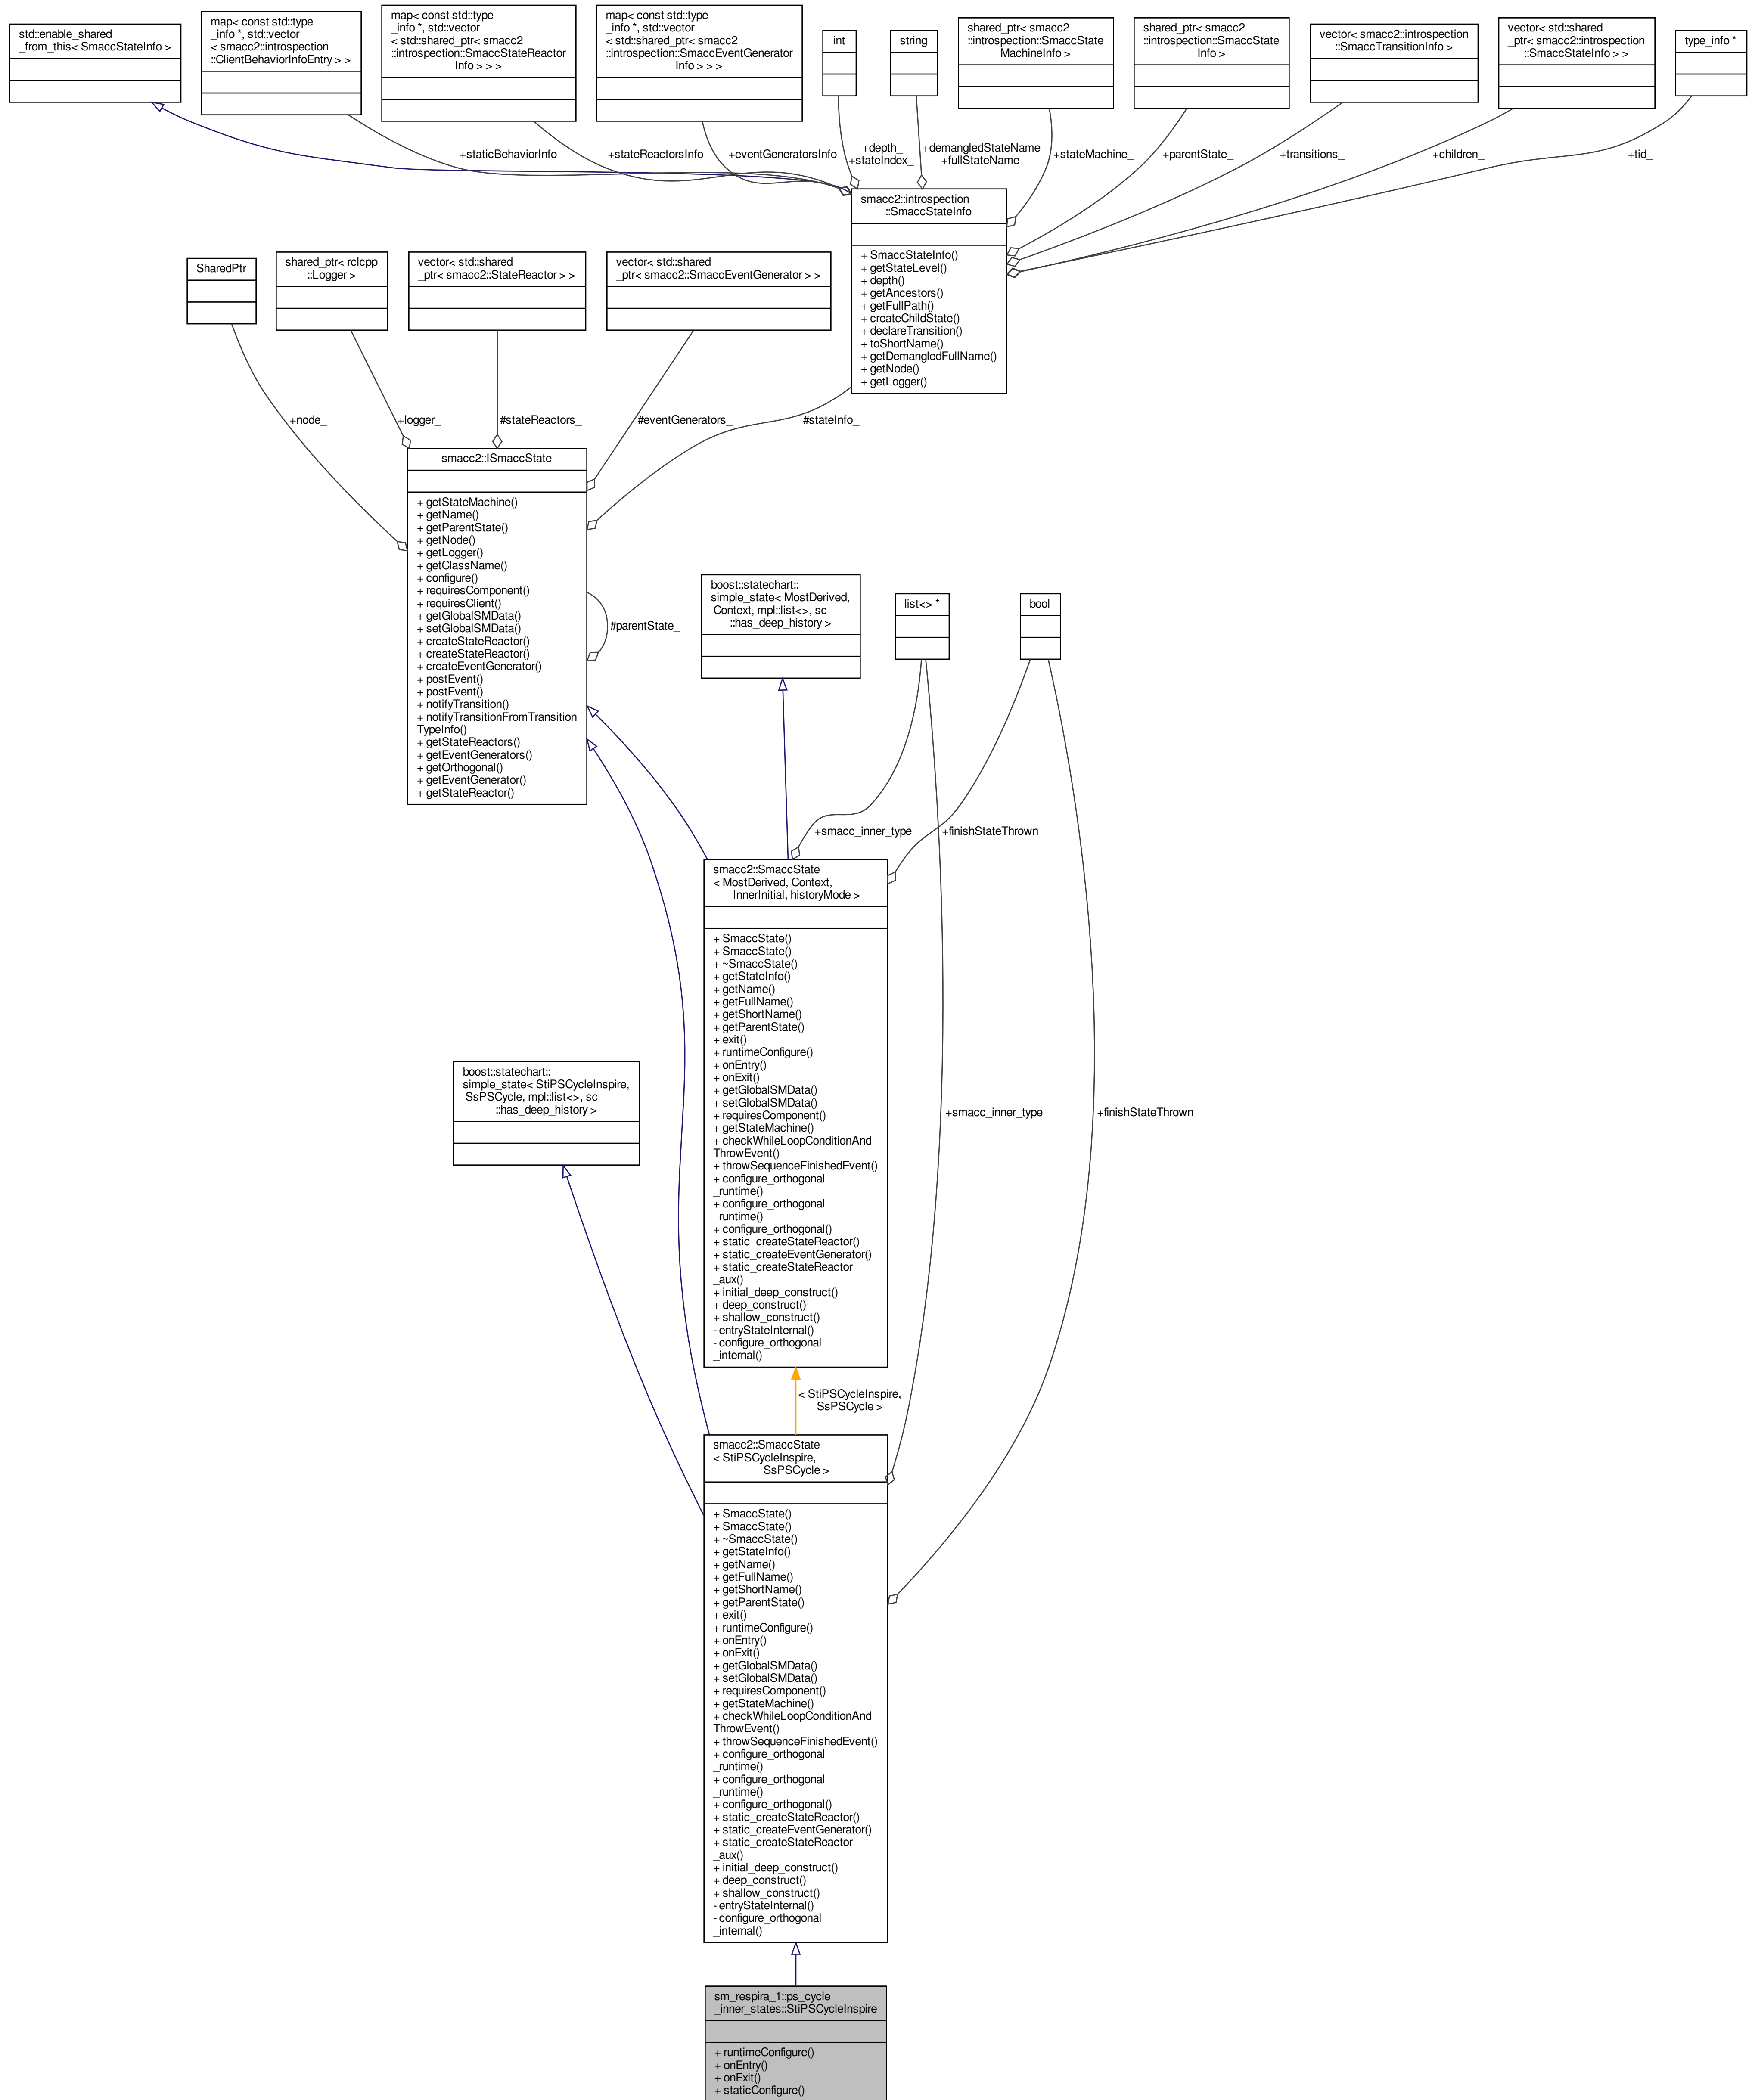 std::enable_shared
_from_this< SmaccStateInfo >
map< const std::type
_info *, std::vector
< smacc2::introspection
::ClientBehaviorInfoEntry > >
map< const std::type
_info *, std::vector
< std::shared_ptr< smacc2
::introspection::SmaccStateReactor
Info > > >
map< const std::type
_info *, std::vector
< std::shared_ptr< smacc2
::introspection::SmaccEventGenerator
Info > > >
int
string
shared_ptr< smacc2
::introspection::SmaccState
MachineInfo >
shared_ptr< smacc2
::introspection::SmaccState
Info >
vector< smacc2::introspection
::SmaccTransitionInfo >
vector< std::shared
_ptr< smacc2::introspection
::SmaccStateInfo > >
type_info *
+staticBehaviorInfo
+stateReactorsInfo
+eventGeneratorsInfo
+depth_
+stateIndex_
+demangledStateName
+fullStateName
+stateMachine_
+parentState_
+transitions_
+children_
+tid_
smacc2::introspection
::SmaccStateInfo
+ SmaccStateInfo()
+ getStateLevel()
+ depth()
+ getAncestors()
+ getFullPath()
+ createChildState()
+ declareTransition()
+ toShortName()
+ getDemangledFullName()
+ getNode()
+ getLogger()
SharedPtr
shared_ptr< rclcpp
::Logger >
vector< std::shared
_ptr< smacc2::StateReactor > >
vector< std::shared
_ptr< smacc2::SmaccEventGenerator > >
+node_
+logger_
#stateReactors_
#eventGenerators_
#stateInfo_
smacc2::ISmaccState
+ getStateMachine()
+ getName()
+ getParentState()
+ getNode()
+ getLogger()
+ getClassName()
+ configure()
+ requiresComponent()
+ requiresClient()
+ getGlobalSMData()
+ setGlobalSMData()
+ createStateReactor()
+ createStateReactor()
+ createEventGenerator()
+ postEvent()
+ postEvent()
+ notifyTransition()
+ notifyTransitionFromTransition
TypeInfo()
+ getStateReactors()
+ getEventGenerators()
+ getOrthogonal()
+ getEventGenerator()
+ getStateReactor()
#parentState_
boost::statechart::
simple_state< MostDerived,
Context, mpl::list<>, sc
::has_deep_history >
list<> *
bool
+smacc_inner_type
+finishStateThrown
smacc2::SmaccState
< MostDerived, Context,
InnerInitial, historyMode >
+ SmaccState()
+ SmaccState()
+ ~SmaccState()
+ getStateInfo()
+ getName()
+ getFullName()
+ getShortName()
+ getParentState()
+ exit()
+ runtimeConfigure()
+ onEntry()
+ onExit()
+ getGlobalSMData()
+ setGlobalSMData()
+ requiresComponent()
+ getStateMachine()
+ checkWhileLoopConditionAnd
ThrowEvent()
+ throwSequenceFinishedEvent()
+ configure_orthogonal
_runtime()
+ configure_orthogonal
_runtime()
+ configure_orthogonal()
+ static_createStateReactor()
+ static_createEventGenerator()
+ static_createStateReactor
_aux()
+ initial_deep_construct()
+ deep_construct()
+ shallow_construct()
- entryStateInternal()
- configure_orthogonal
_internal()
boost::statechart::
simple_state< StiPSCycleInspire,
SsPSCycle, mpl::list<>, sc
::has_deep_history >
+smacc_inner_type
+finishStateThrown
< StiPSCycleInspire,
SsPSCycle >
smacc2::SmaccState
< StiPSCycleInspire,
SsPSCycle >
+ SmaccState()
+ SmaccState()
+ ~SmaccState()
+ getStateInfo()
+ getName()
+ getFullName()
+ getShortName()
+ getParentState()
+ exit()
+ runtimeConfigure()
+ onEntry()
+ onExit()
+ getGlobalSMData()
+ setGlobalSMData()
+ requiresComponent()
+ getStateMachine()
+ checkWhileLoopConditionAnd
ThrowEvent()
+ throwSequenceFinishedEvent()
+ configure_orthogonal
_runtime()
+ configure_orthogonal
_runtime()
+ configure_orthogonal()
+ static_createStateReactor()
+ static_createEventGenerator()
+ static_createStateReactor
_aux()
+ initial_deep_construct()
+ deep_construct()
+ shallow_construct()
- entryStateInternal()
- configure_orthogonal
_internal()
sm_respira_1::ps_cycle
_inner_states::StiPSCycleInspire
+ runtimeConfigure()
+ onEntry()
+ onExit()
+ staticConfigure()